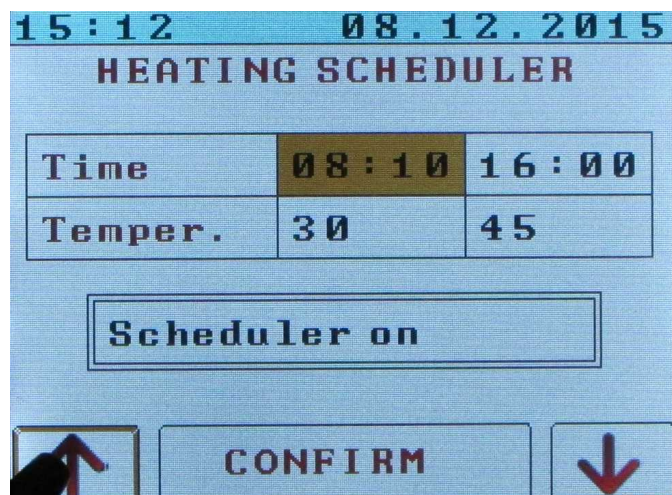 15:12 08.12.2015
HEATING SCHEDULER
Time 08:10 16:00
Temper. 30 45
Scheduler on
CONFIRM